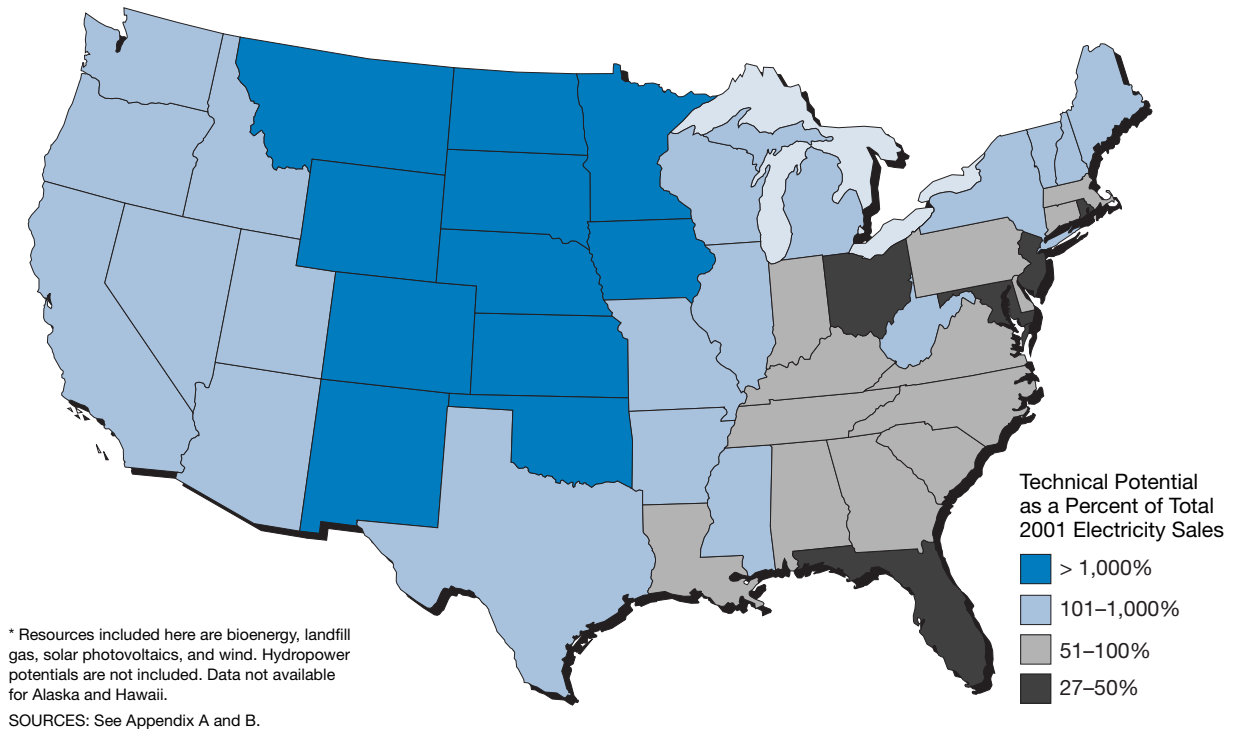 Technical Potential
as a Percent of Total
2001 Electricity Sales
> 1,000%
101–1,000%
51–100%
27–50%
* Resources included here are bioenergy, landfill
gas, solar photovoltaics, and wind. Hydropower
potentials are not included. Data not available
for Alaska and Hawaii.
SOURCES: See Appendix A and B.